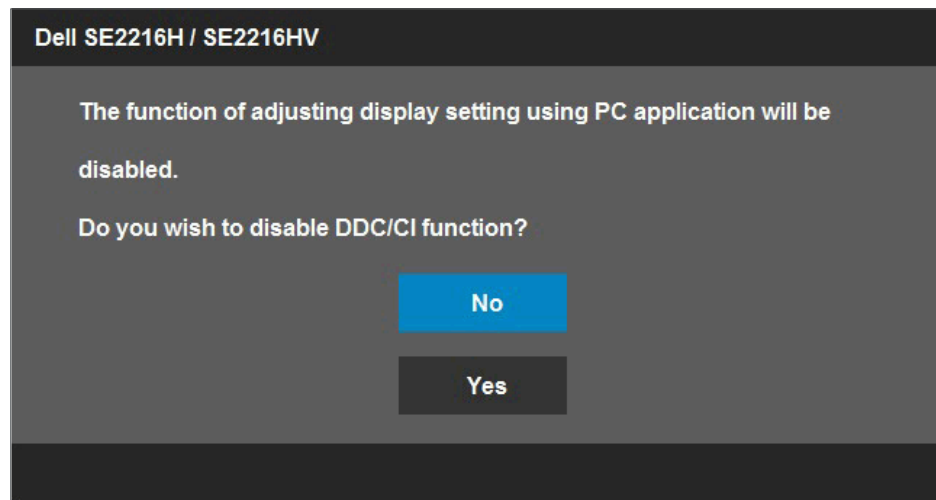 Dell SE2216H / SE2216HV
The function of adjusting display setting using PC application will be
disabled.
Do you wish to disable DDC/CI function?
No
Yes